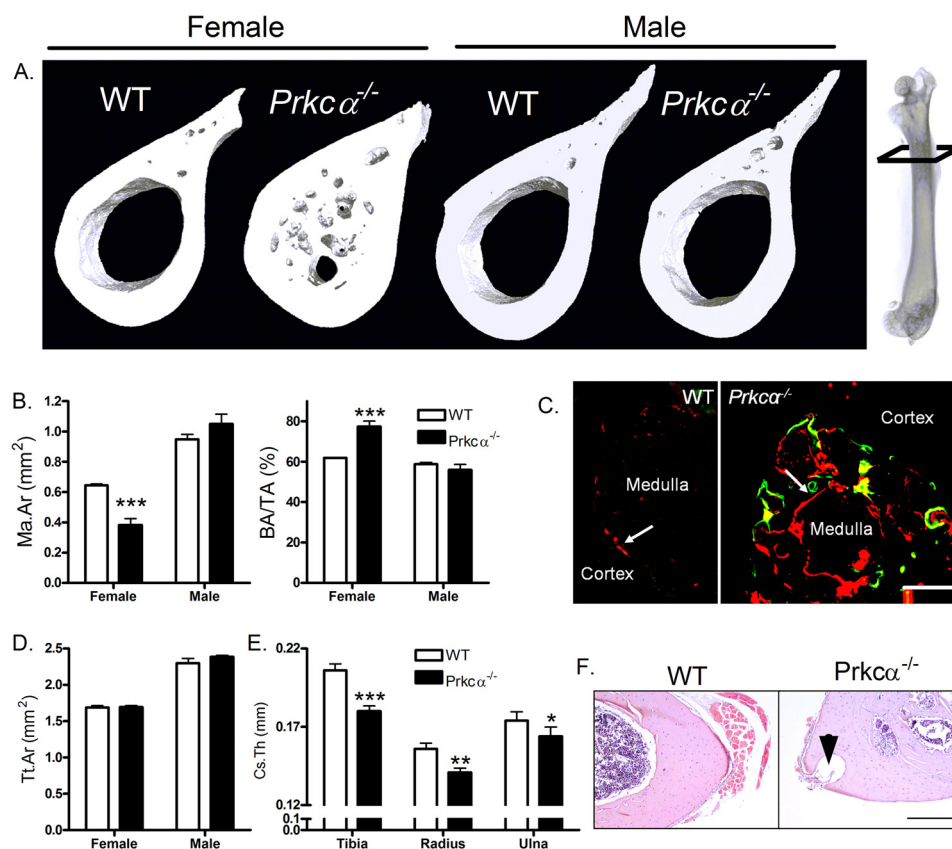 Female Male
A.
WT Prkcα-/- WT Prkcα-/-
B.
Ma.Ar (mm2)
1.2
1.0
0.8
0.6
0.4
0.2
0.0
***
Female Male
BA/TA (%)
80
60
40
20
0
***
Female Male
WT
Prkcα-/-
C.
WT
Medulla
Cortex
Prkcα-/-
Cortex
Medulla
D.
Tt.Ar (mm2)
2.5
2.0
1.5
1.0
0.5
0.0
Female Male
E.
Cs.Th (mm)
0.22
0.17
0.12
0.1
0.0
WT
Prkcα-/-
***
**
*
Tibia Radius Ulna
F.
WT Prkcα-/-